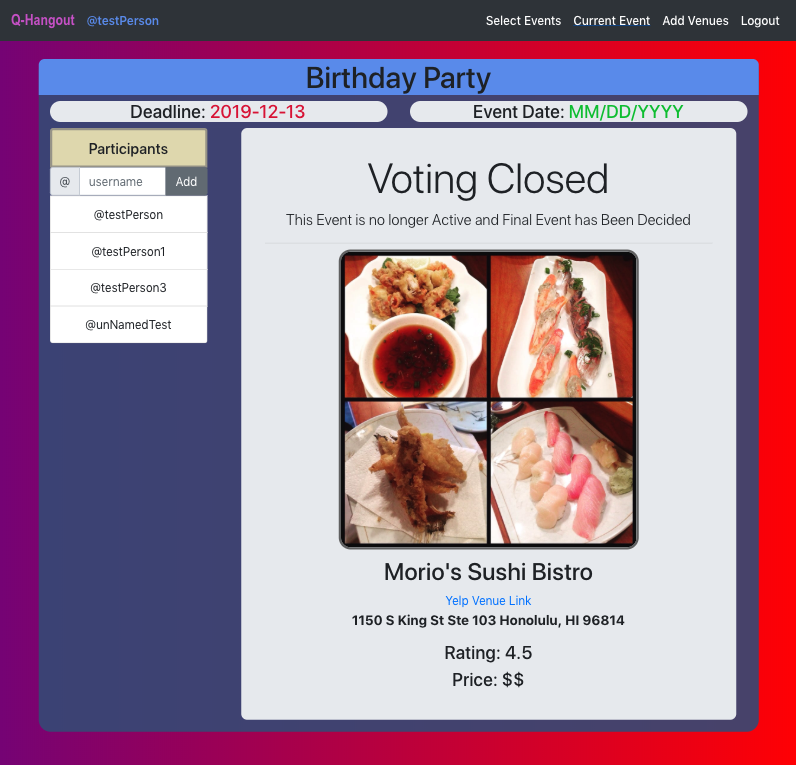 Q-Hangout @testPerson Select Events Current Event Add Venues Logout
Birthday Party
Deadline: 2019-12-13 Event Date: MM/DD/YYYY
Participants
@ username Add
@testPerson
@testPerson1
@testPerson3
@unNamedTest
Voting Closed
This Event is no longer Active and Final Event has Been Decided
Morio's Sushi Bistro
Yelp Venue Link
1150 S King St Ste 103 Honolulu, HI 96814
Rating: 4.5
Price: $$